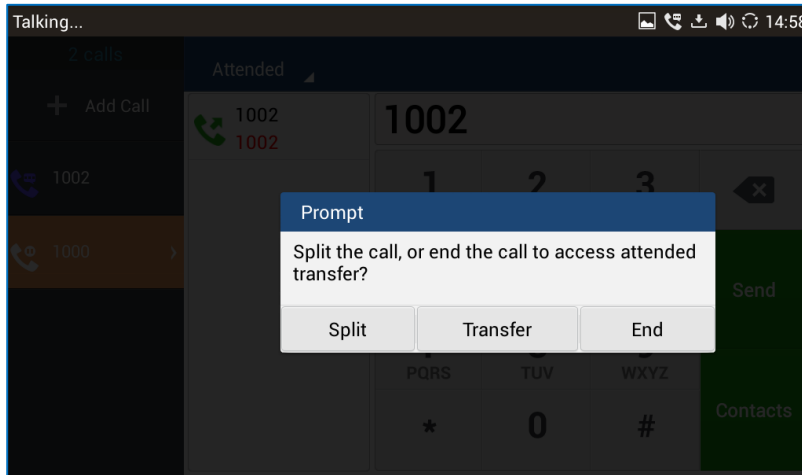 Talking...
14:58
2 calls
Attended
Add Call
1002
1002
1002
1002
1 2 3
1000
Prompt
Split the call, or end the call to access attended
transfer?
Split Transfer End
Send
PQRS TUV WXYZ
* 0 #
Contacts